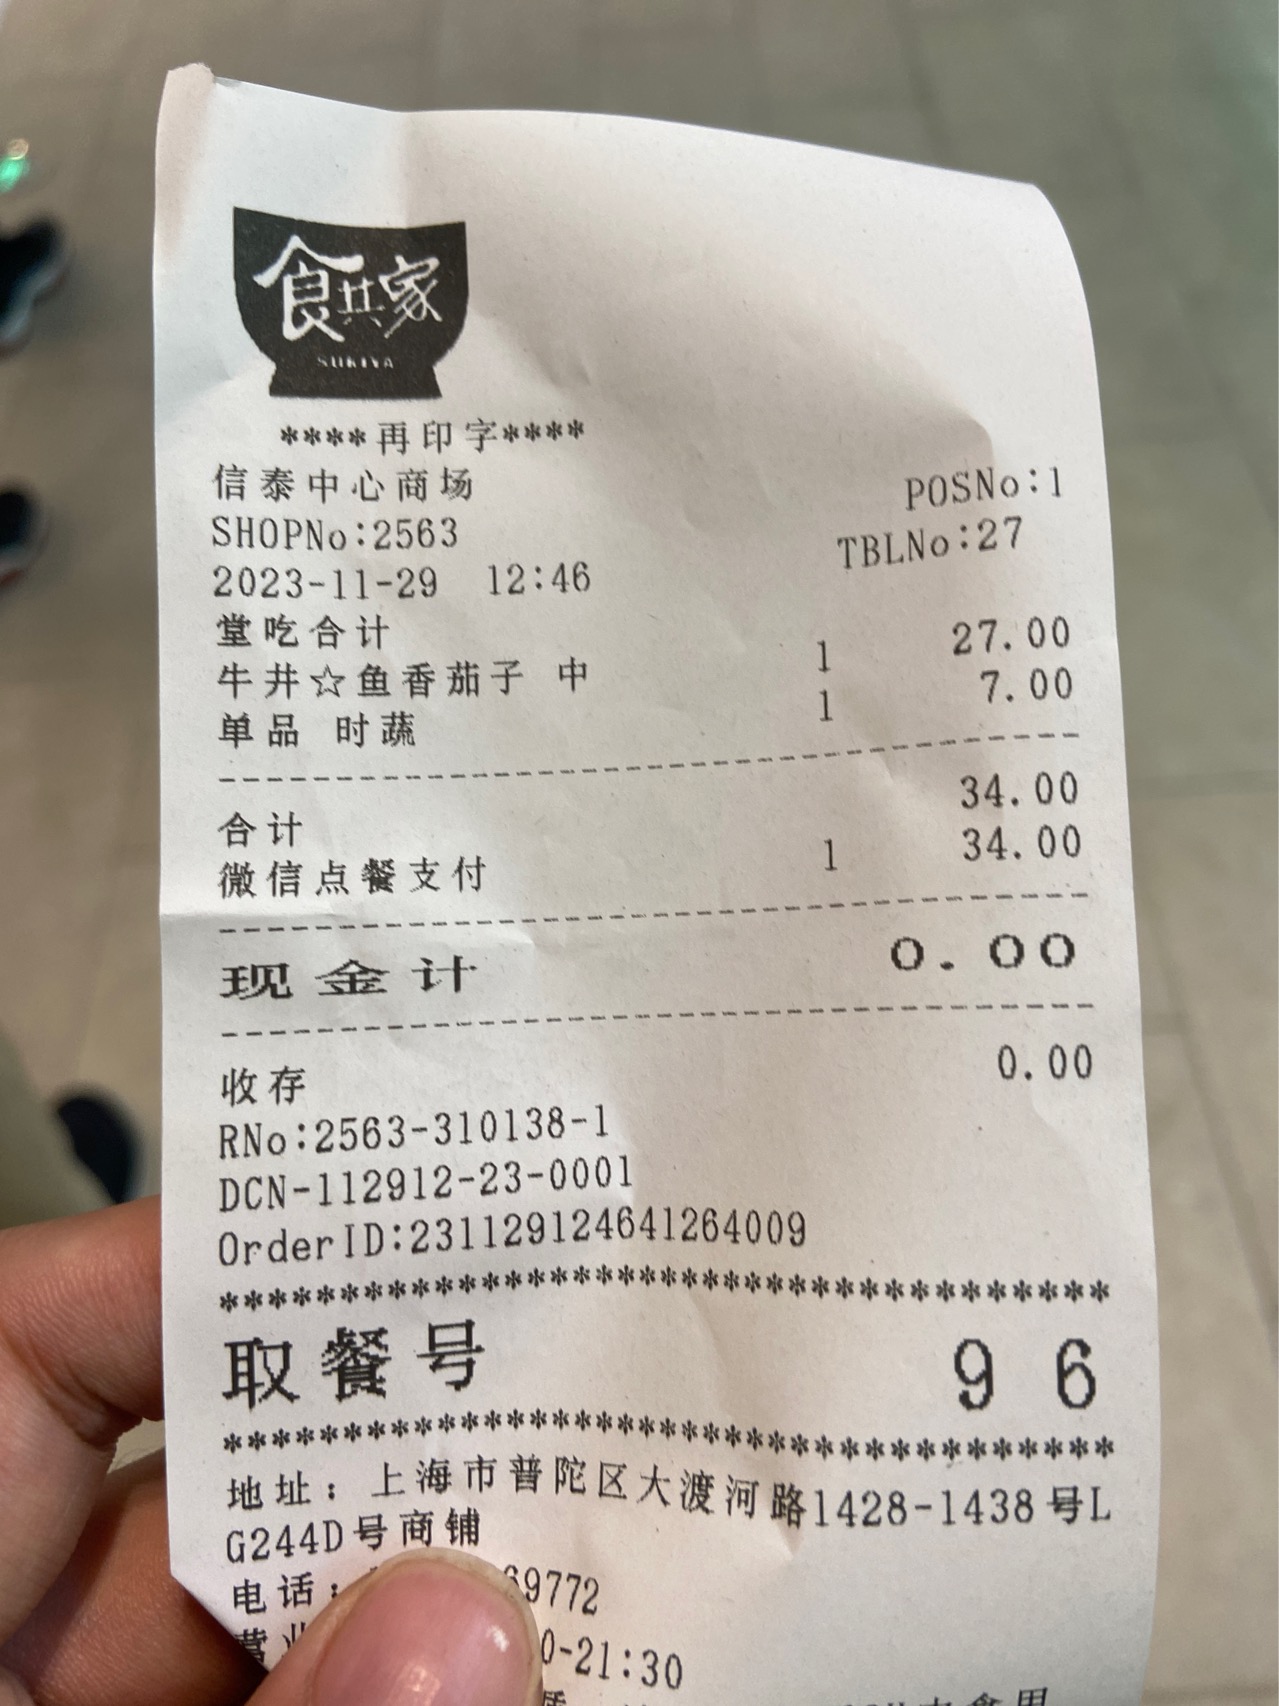 食其家
SUKIYA
****再印字****
信泰中心商场 POSNo:1
SHOPNo:2563 TBLNo:27
2023-11-29 12:46
堂吃合计
牛丼☆鱼香茄子 中 1 27.00
单品 时蔬 1 7.00
合计 34.00
微信点餐支付 1 34.00
现金计 0.00
收存 0.00
RNo:2563-310138-1
DCN-112912-23-0001
OrderID:231129124641264009
************************************
取餐号 96
************************************
地址：上海市普陀区大渡河路1428-1438号L
G244D号商铺
电话： 69772
营业 0-21:30